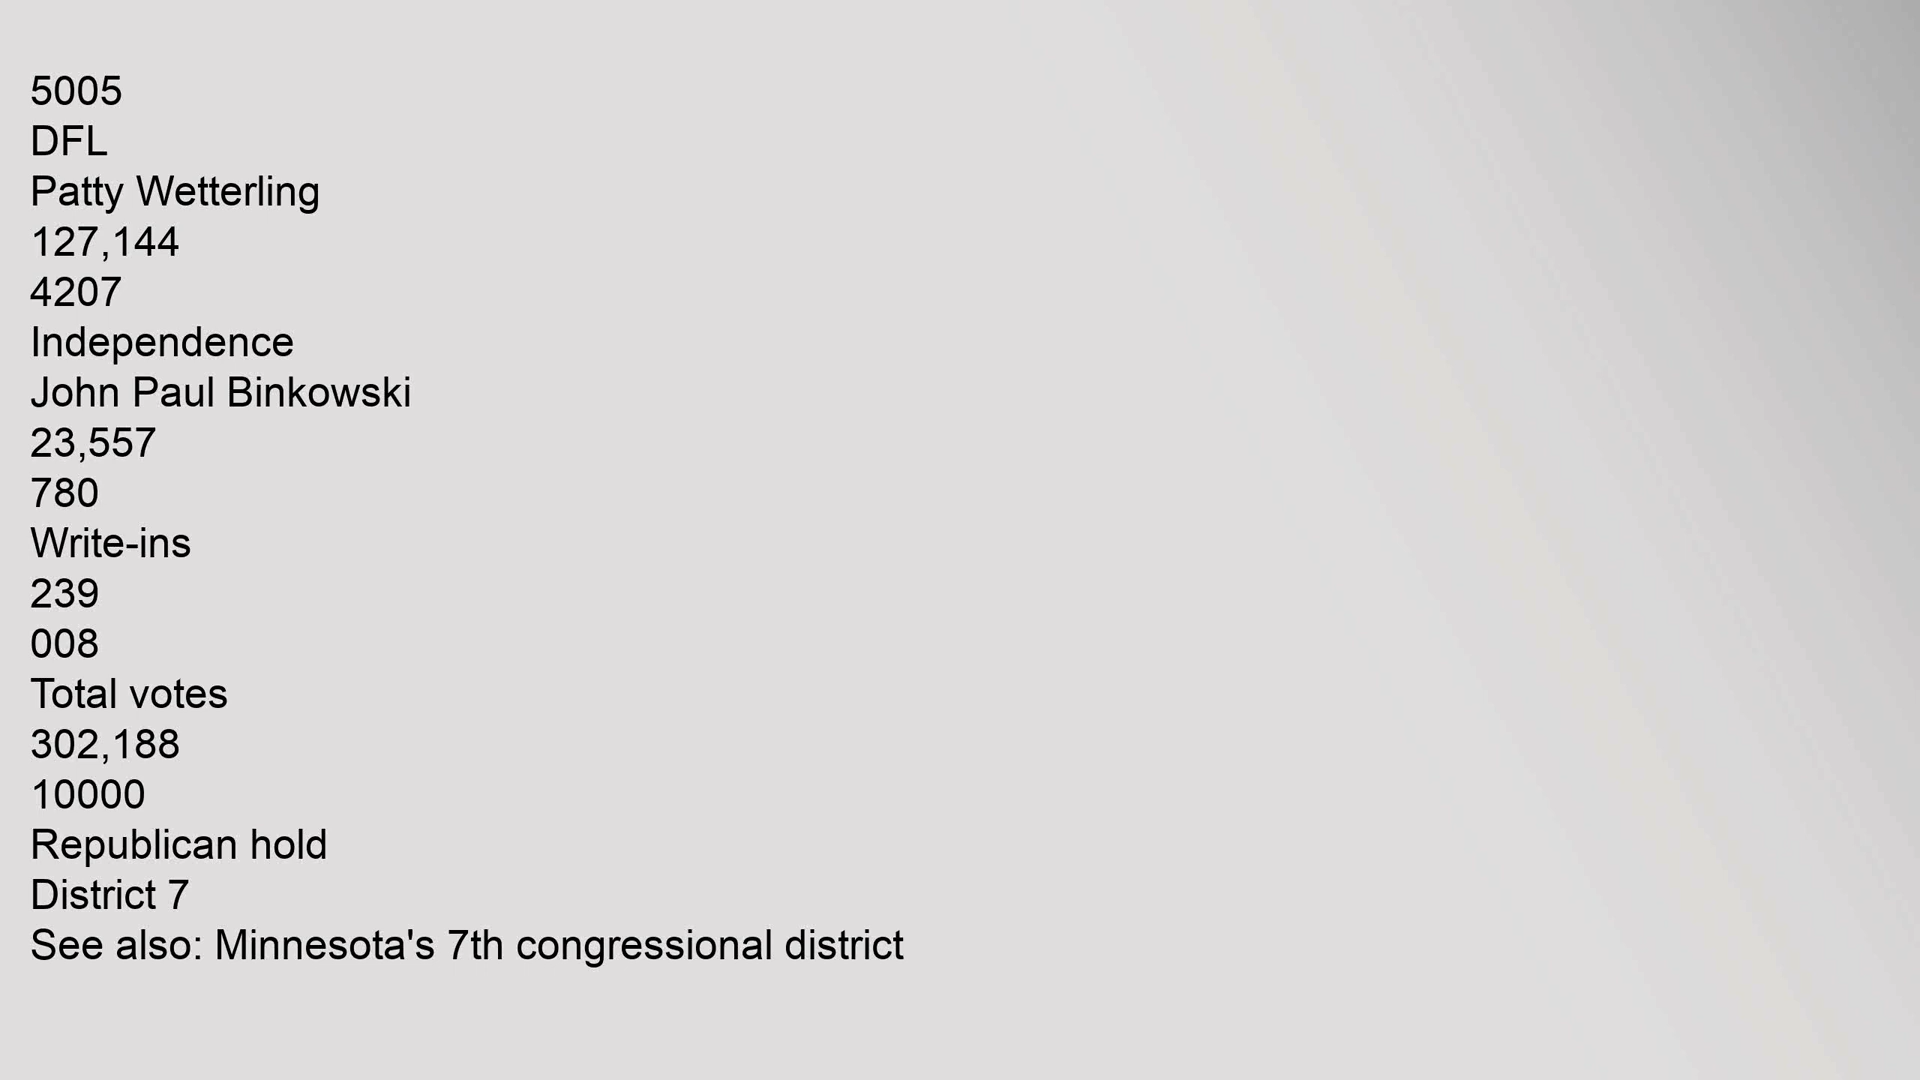 5005
DFL
Patty Wetterling
127,144
4207
Independence
John Paul Binkowski
23,557
780
Write-ins
239
008
Total votes
302,188
10000
Republican hold
District 7
See also: Minnesota's 7th congressional district